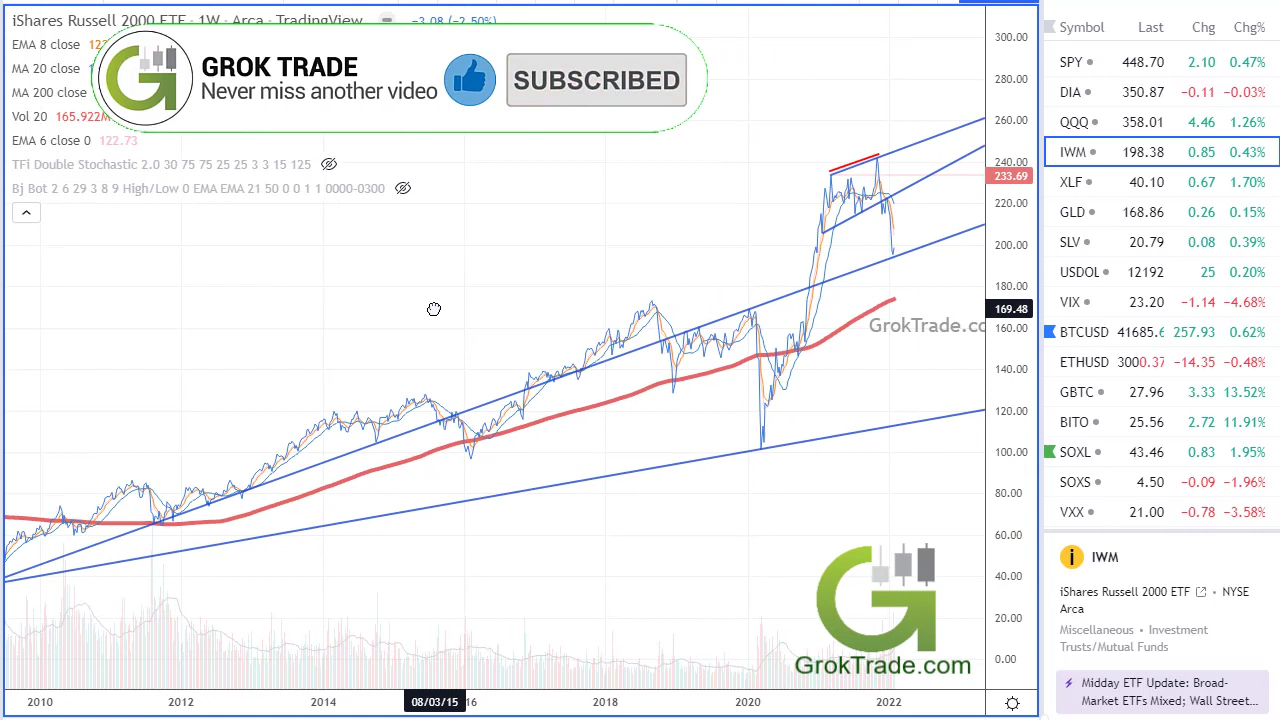 iShares Russell 2000 ETF · 1W · Arca · TradingView −3.08 (−2.50%)
EMA 8 close
MA 20 close
MA 200 close
Vol 20 165.922M
EMA 6 close 0 122.73
TFi Double Stochastic 2.0 30 75 75 25 25 3 3 15 125
Bj Bot 2 6 29 3 8 9 High/Low 0 EMA EMA 21 50 0 0 1 1 0000-0300
GROK TRADE
Never miss another video
SUBSCRIBED
300.00
280.00
260.00
240.00
233.69
220.00
200.00
180.00
169.48
160.00
140.00
120.00
100.00
80.00
60.00
40.00
20.00
0.00
GrokTrade.co
GrokTrade.com
2010 2012 2014 08/03/15 16 2018 2020 2022
Symbol Last Chg Chg%
SPY 448.70 2.10 0.47%
DIA 350.87 −0.11 −0.03%
QQQ 358.01 4.46 1.26%
IWM 198.38 0.85 0.43%
XLF 40.10 0.67 1.70%
GLD 168.86 0.26 0.15%
SLV 20.79 0.08 0.39%
USDOL 12192 25 0.20%
VIX 23.20 −1.14 −4.68%
BTCUSD 41685.6 257.93 0.62%
ETHUSD 3000.37 −14.35 −0.48%
GBTC 27.96 3.33 13.52%
BITO 25.56 2.72 11.91%
SOXL 43.46 0.83 1.95%
SOXS 4.50 −0.09 −1.96%
VXX 21.00 −0.78 −3.58%
IWM
iShares Russell 2000 ETF • NYSE
Arca
Miscellaneous • Investment
Trusts/Mutual Funds
Midday ETF Update: Broad-
Market ETFs Mixed; Wall Street...